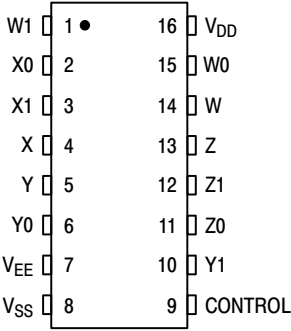 W1 1 16 VDD
X0 2 15 W0
X1 3 14 W
X 4 13 Z
Y 5 12 Z1
Y0 6 11 Z0
VEE 7 10 Y1
VSS 8 9 CONTROL